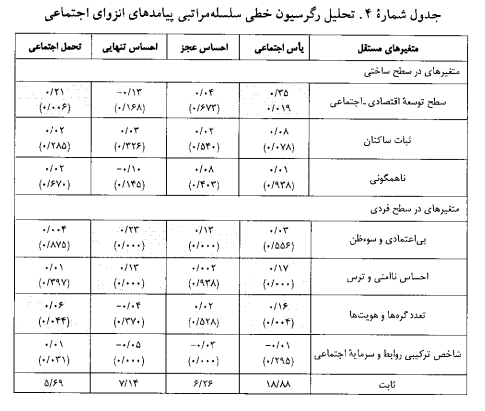 جدول شمارهٔ ۴. تحلیل رگرسیون خطی سلسله‌مراتبی پیامدهای انزوای اجتماعی
متغیرهای مستقل یأس اجتماعی احساس عجز احساس تنهایی تحمل اجتماعی
متغیرهای در سطح ساختی
سطح توسعهٔ اقتصادی-اجتماعی ۰/۳۵ ۰/۰۴ -۰/۱۳ ۰/۲۱
۰/۰۱۹ (۰/۶۷۳) (۰/۱۶۸) (۰/۰۰۶)
ثبات ساکنان ۰/۰۸ ۰/۰۲ ۰/۰۳ ۰/۰۲
(۰/۰۷۸) (۰/۵۴۰) (۰/۳۲۶) (۰/۲۸۵)
ناهمگونی ۰/۰۱ ۰/۰۸ -۰/۱۰ ۰/۰۲
(۰/۹۳۸) (۰/۴۰۳) (۰/۱۴۵) (۰/۶۷۰)
متغیرهای در سطح فردی
بی‌اعتمادی و سوءظن ۰/۰۳ ۰/۱۳ ۰/۲۳ ۰/۰۰۴
(۰/۵۵۶) (۰/۰۰۰) (۰/۰۰۰) (۰/۸۷۵)
احساس ناامنی و ترس ۰/۱۷ ۰/۰۰۲ ۰/۱۳ ۰/۰۱
(۰/۰۰۰) (۰/۹۳۸) (۰/۰۰۰) (۰/۳۹۷)
تعدد گره‌ها و هویت‌ها ۰/۱۶ ۰/۰۲ -۰/۰۴ ۰/۰۶
(۰/۰۰۴) (۰/۵۲۸) (۰/۳۷۰) (۰/۰۴۴)
شاخص ترکیبی روابط و سرمایهٔ اجتماعی -۰/۰۱ -۰/۰۳ -۰/۰۵ ۰/۰۱
(۰/۲۹۵) (۰/۰۰۰) (۰/۰۰۰) (۰/۰۳۱)
ثابت ۱۸/۸۸ ۶/۲۶ ۷/۱۴ ۵/۶۹